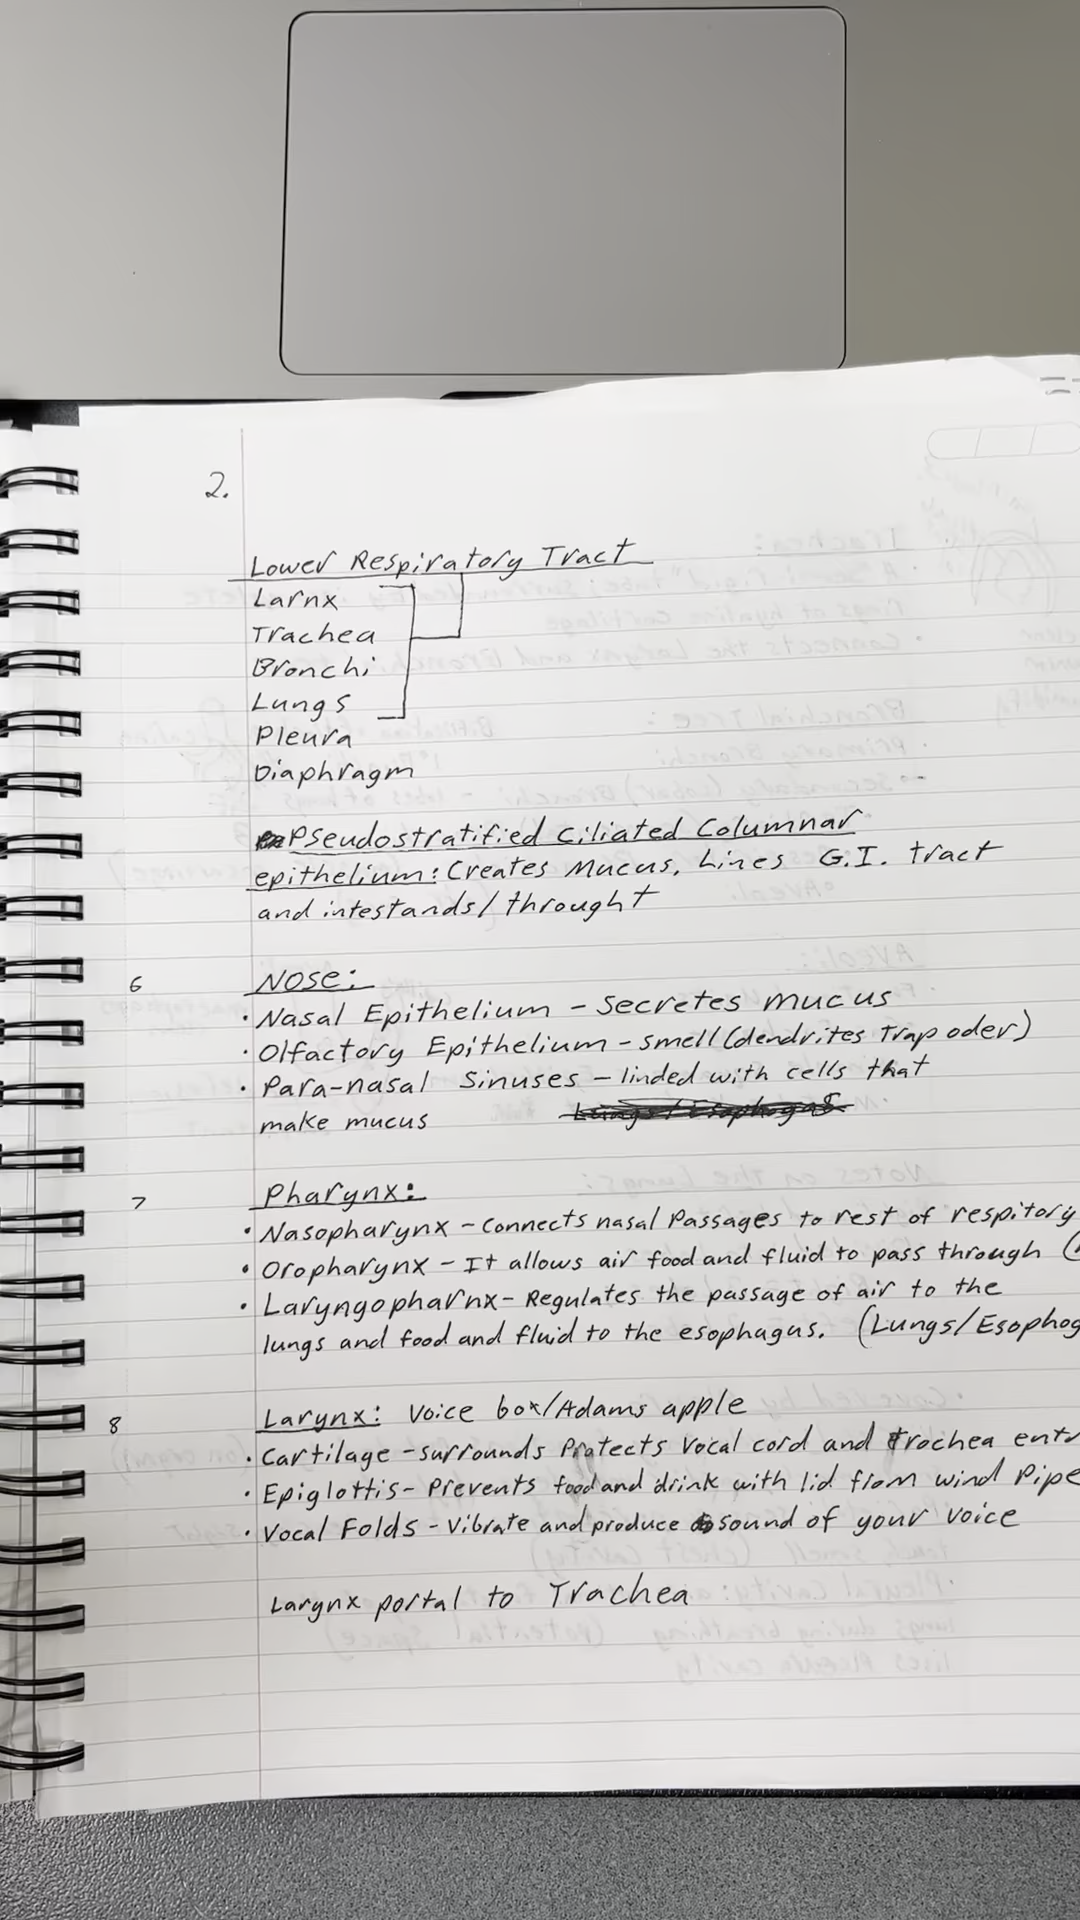 2.
Lower Respiratory Tract
Larnx
Trachea
Bronchi
Lungs
Pleura
Diaphragm
Pseudostratified Ciliated Columnar
epithelium: Creates Mucus, Lines G.I. tract
and intestands/throught
6 Nose:
• Nasal Epithelium - Secretes mucus
• Olfactory Epithelium - smell (dendrites Trap oder)
• Para-nasal Sinuses - linded with cells that
make mucus
7 Pharynx:
• Nasopharynx - Connects nasal Passages to rest of respitory
• Oropharynx - It allows air food and fluid to pass through (
• Laryngopharnx - Regulates the passage of air to the
lungs and food and fluid to the esophagus. (Lungs/Esophog
8 Larynx: Voice box/Adams apple
• Cartilage - surrounds Protects Vocal cord and trochea entr
• Epiglottis - Prevents food and drink with lid from wind Pipe
• Vocal Folds - Vibrate and produce sound of your voice
Larynx portal to Trachea